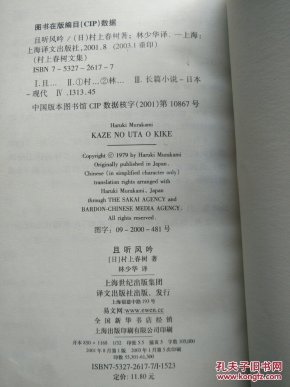 图书在版编目(CIP)数据
且听风吟/(日)村上春树著;林少华译.—上海:
上海译文出版社,2001.8 (2003.1重印)
(村上春树文集)
ISBN 7-5327-2617-7
Ⅰ.且… Ⅱ.①村…②林… Ⅲ.长篇小说-日本
-现代 Ⅳ.I313.45
中国版本图书馆CIP数据核字(2001)第10867号
Haruki Murakami
KAZE NO UTA O KIKE
Copyright © 1979 by Haruki Murakami
Originally published in Japan.
Chinese (in simplified character only)
translation rights arranged with
Haruki Murakami, Japan
through THE SAKAI AGENCY and
BARDON-CHINESE MEDIA AGENCY.
All rights reserved.
图字:09-2000-481号
且听风吟
[日]村上春树 著
林少华 译
上海世纪出版集团
译文出版社出版、发行
上海福建中路193号
易文网:www.ewen.cc
全国新华书店经销
上海出版印刷有限公司印刷
ISBN7-5327-2617-7/I·1523
定价:11.80元